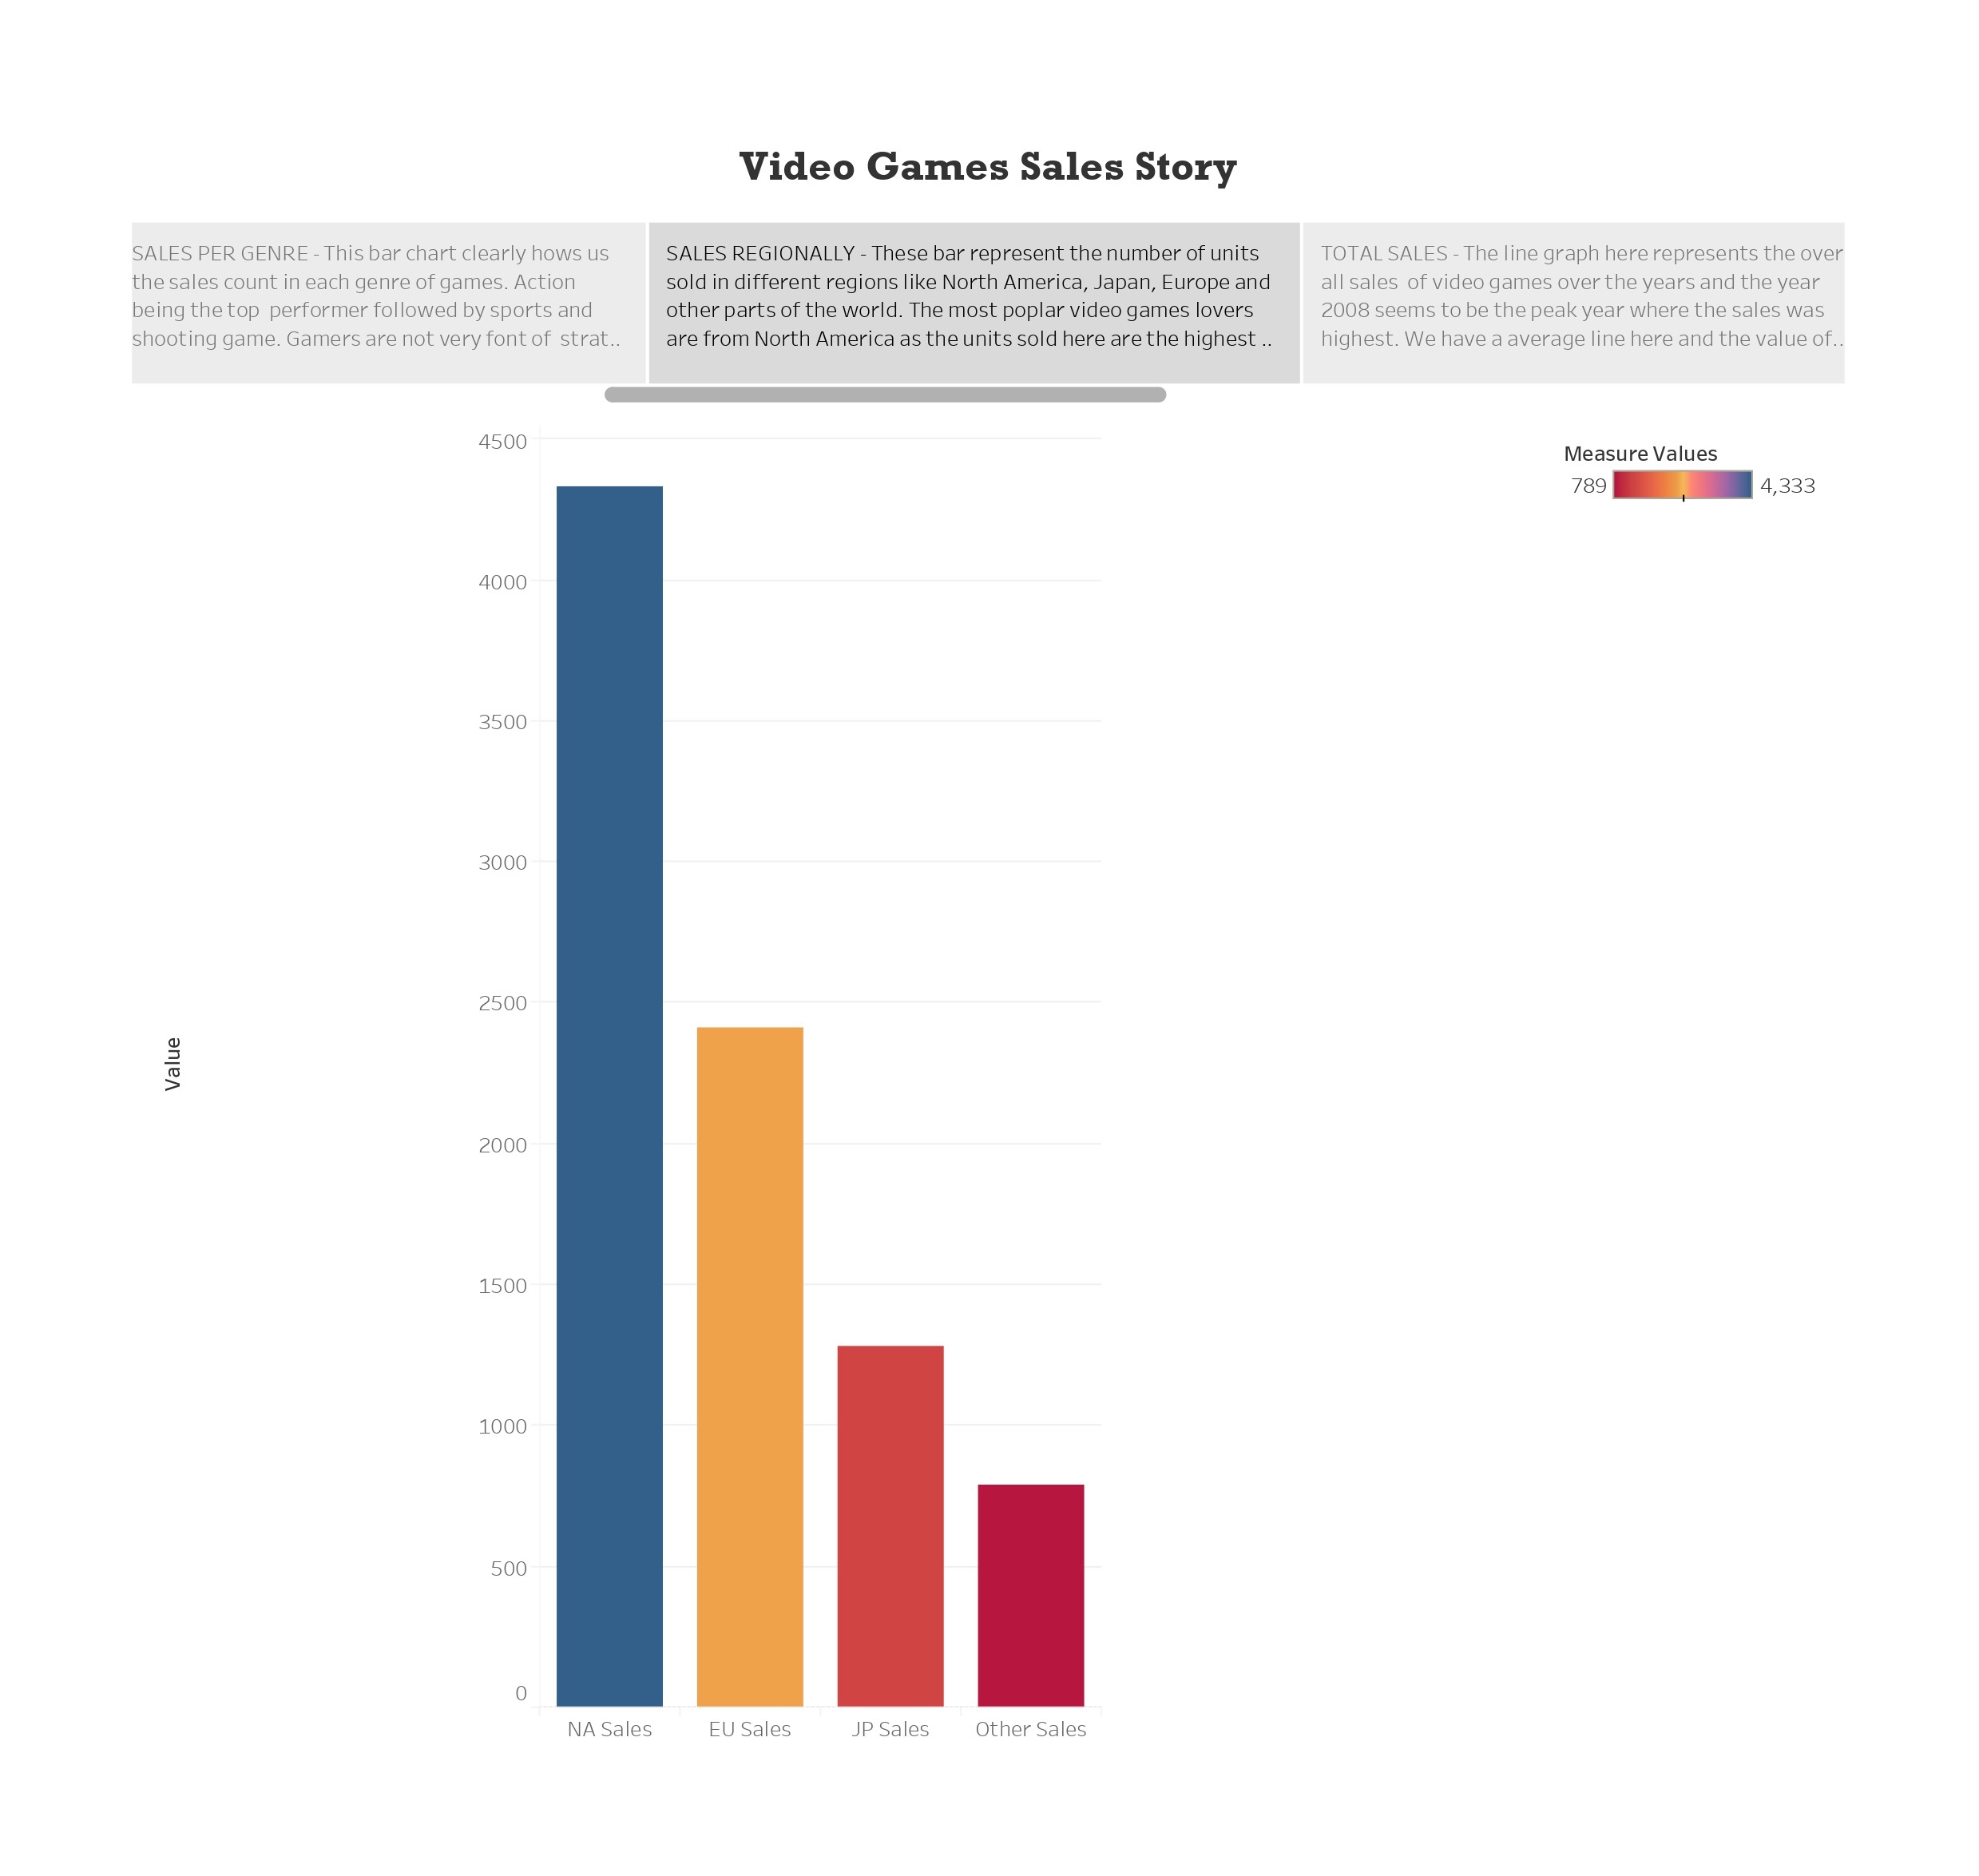 Video Games Sales Story
SALES PER GENRE - This bar chart clearly hows us
the sales count in each genre of games. Action
being the top  performer followed by sports and
shooting game. Gamers are not very font of  strat..
SALES REGIONALLY - These bar represent the number of units
sold in different regions like North America, Japan, Europe and
other parts of the world. The most poplar video games lovers
are from North America as the units sold here are the highest ..
TOTAL SALES - The line graph here represents the over
all sales  of video games over the years and the year
2008 seems to be the peak year where the sales was
highest. We have a average line here and the value of..
Measure Values
789 4,333
Value
4500
4000
3500
3000
2500
2000
1500
1000
500
0
NA Sales EU Sales JP Sales Other Sales